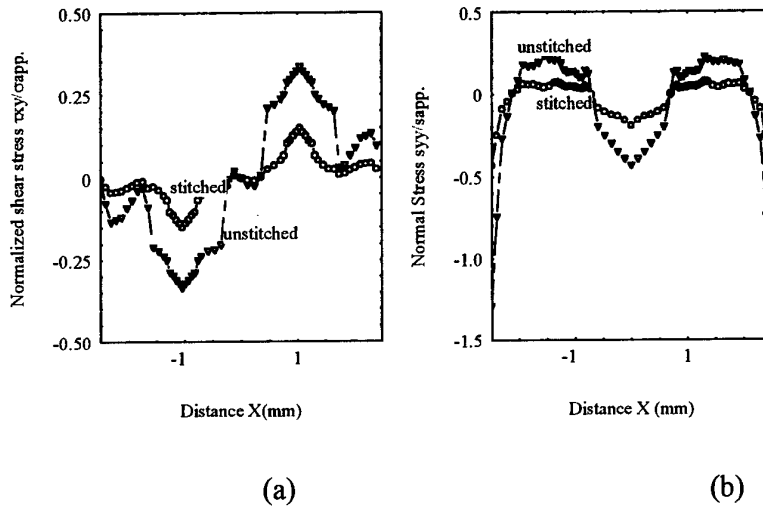 Normalized shear stress τxy/σapp.
0.50
0.25
0
-0.25
-0.50
stitched
unstitched
-1
1
Distance X(mm)
(a)
Normal Stress syy/sapp.
0.5
0
-0.5
-1.0
-1.5
unstitched
stitched
-1
1
Distance X (mm)
(b)